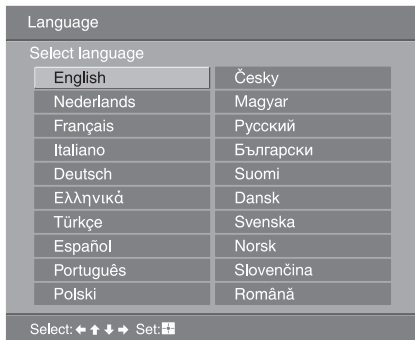 Language
Select language
English
Nederlands
Français
Italiano
Deutsch
Ελληνικά
Türkçe
Español
Português
Polski
Česky
Magyar
Русский
Български
Suomi
Dansk
Svenska
Norsk
Slovenčina
Română
Select: ← ↑ ↓ → Set: